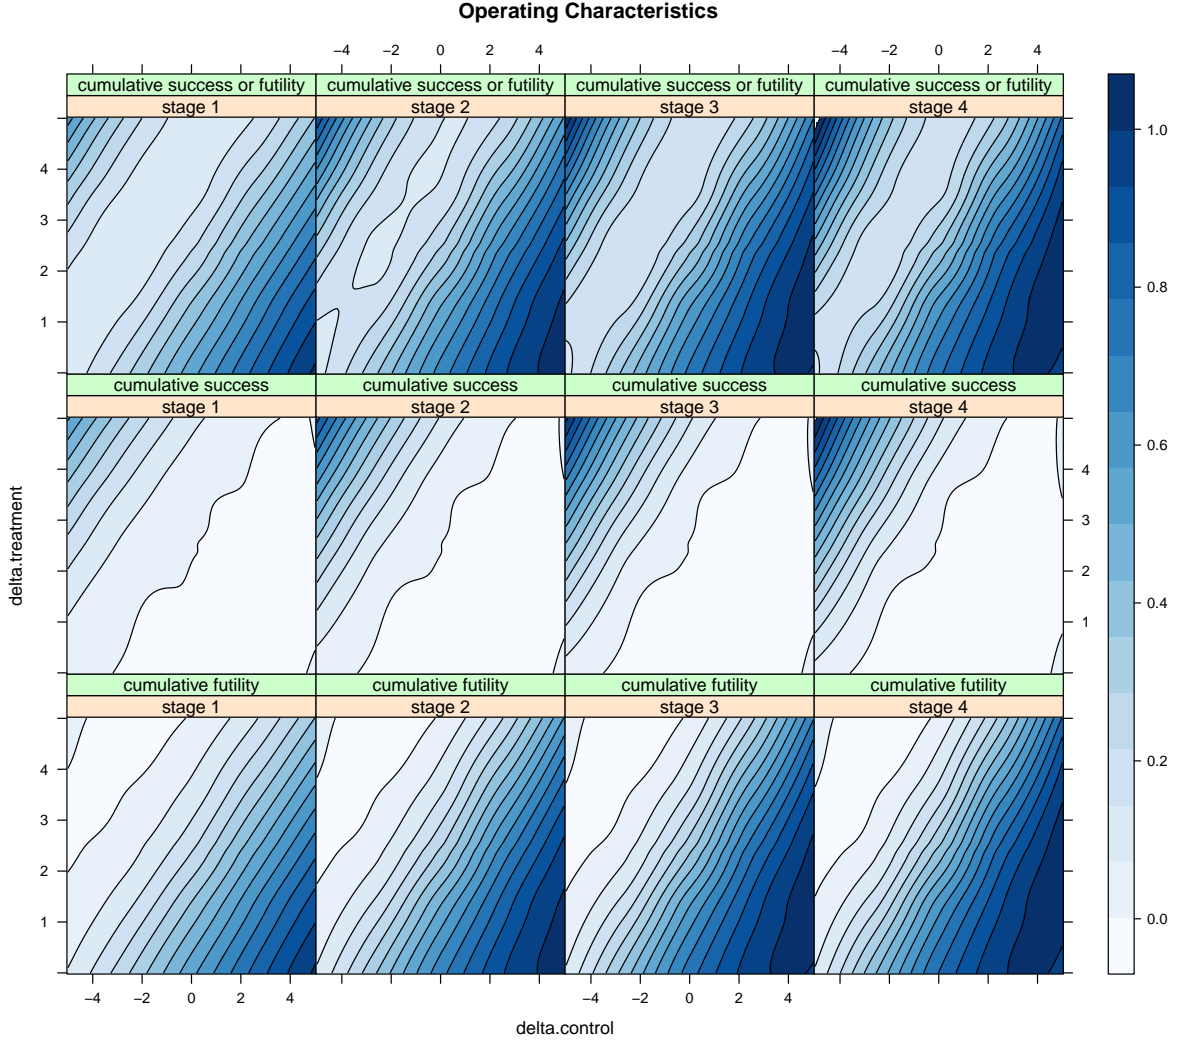 Operating Characteristics
−4 −2 0 2 4 −4 −2 0 2 4
cumulative success or futility cumulative success or futility cumulative success or futility cumulative success or futility
stage 1 stage 2 stage 3 stage 4
4
3
2
1
cumulative success cumulative success cumulative success cumulative success
stage 1 stage 2 stage 3 stage 4
4
3
2
1
cumulative futility cumulative futility cumulative futility cumulative futility
stage 1 stage 2 stage 3 stage 4
4
3
2
1
−4 −2 0 2 4 −4 −2 0 2 4
delta.control
delta.treatment
1.0
0.8
0.6
0.4
0.2
0.0